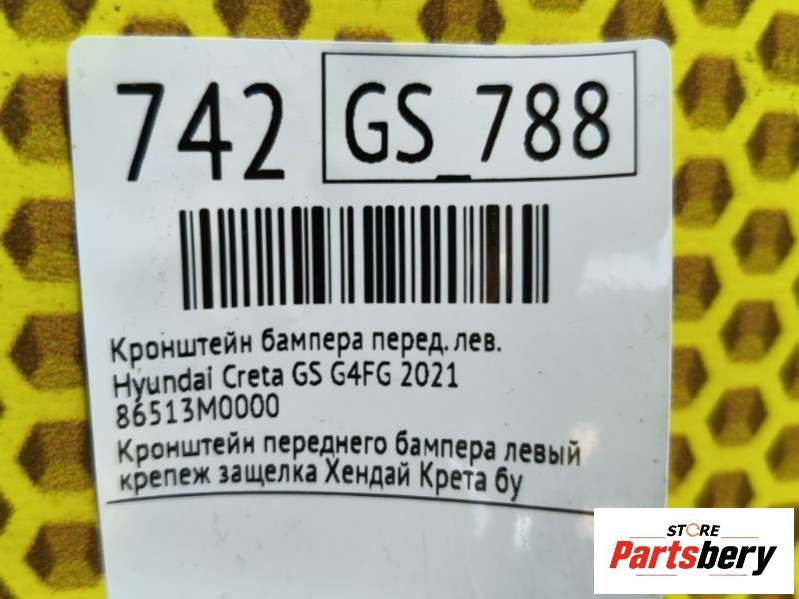 742 GS_788
Кронштейн бампера перед. лев.
Hyundai Creta GS G4FG 2021
86513M0000
Кронштейн переднего бампера левый
крепеж защелка Хендай Крета бу
STORE
Partsbery